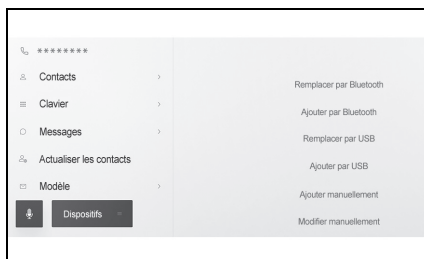 ********
Contacts
Clavier
Messages
Actualiser les contacts
Modèle
Dispositifs
Remplacer par Bluetooth
Ajouter par Bluetooth
Remplacer par USB
Ajouter par USB
Ajouter manuellement
Modifier manuellement